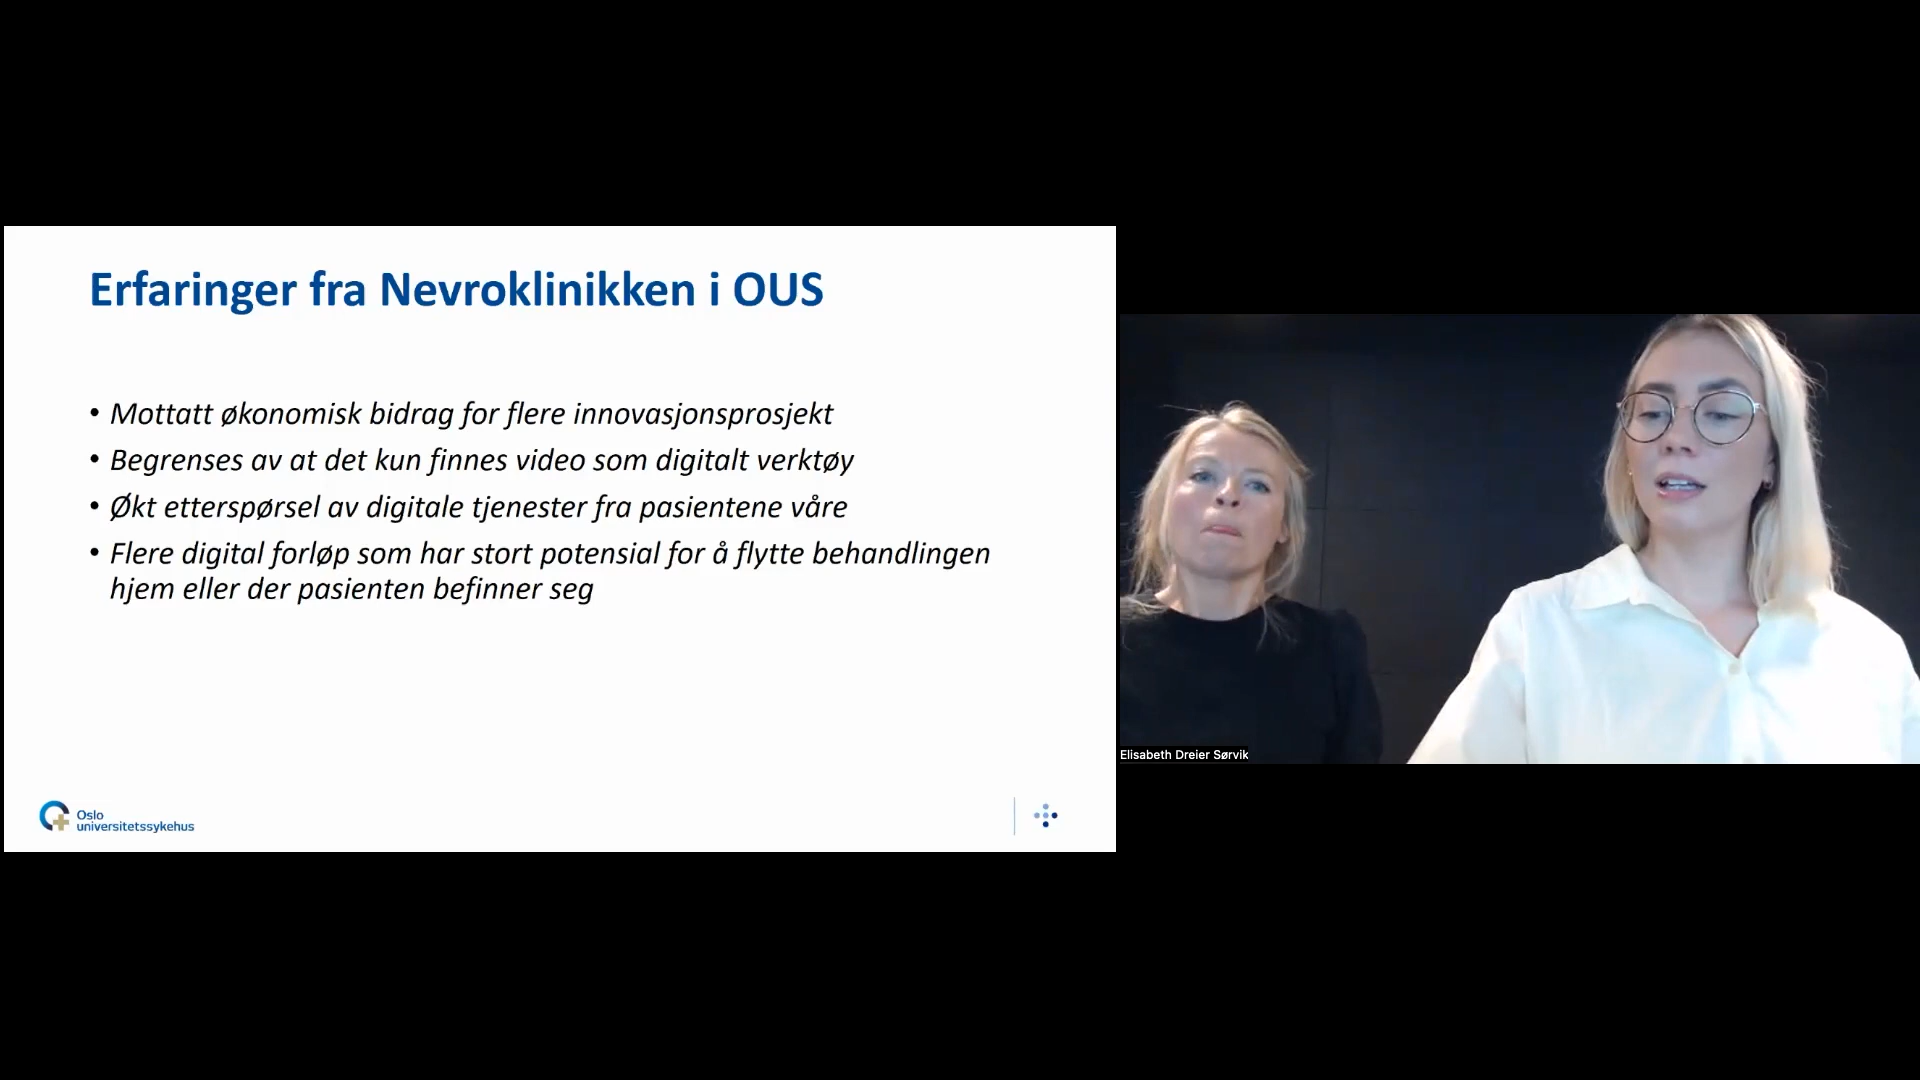 Erfaringer fra Nevroklinikken i OUS
• Mottatt økonomisk bidrag for flere innovasjonsprosjekt
• Begrenses av at det kun finnes video som digitalt verktøy
• Økt etterspørsel av digitale tjenester fra pasientene våre
• Flere digital forløp som har stort potensial for å flytte behandlingen
hjem eller der pasienten befinner seg
Oslo
universitetssykehus
Elisabeth Dreier Sørvik